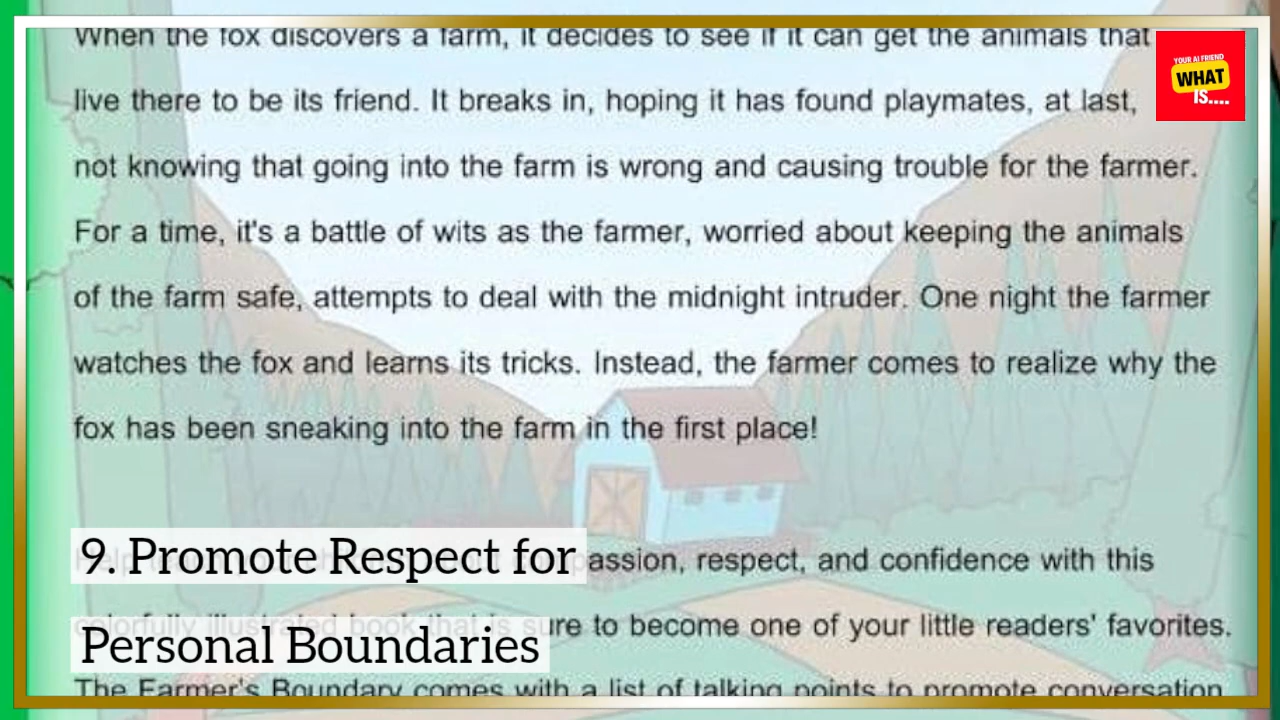 When the fox discovers a farm, it decides to see if it can get the animals that
YOUR AI FRIEND
WHAT
IS....
live there to be its friend. It breaks in, hoping it has found playmates, at last,
not knowing that going into the farm is wrong and causing trouble for the farmer.
For a time, it's a battle of wits as the farmer, worried about keeping the animals
of the farm safe, attempts to deal with the midnight intruder. One night the farmer
watches the fox and learns its tricks. Instead, the farmer comes to realize why the
fox has been sneaking into the farm in the first place!
9. Promote Respect for
assion, respect, and confidence with this
colorfully illustrated book that is sure to become one of your little readers' favorites.
Personal Boundaries
The Farmer's Boundary comes with a list of talking points to promote conversation